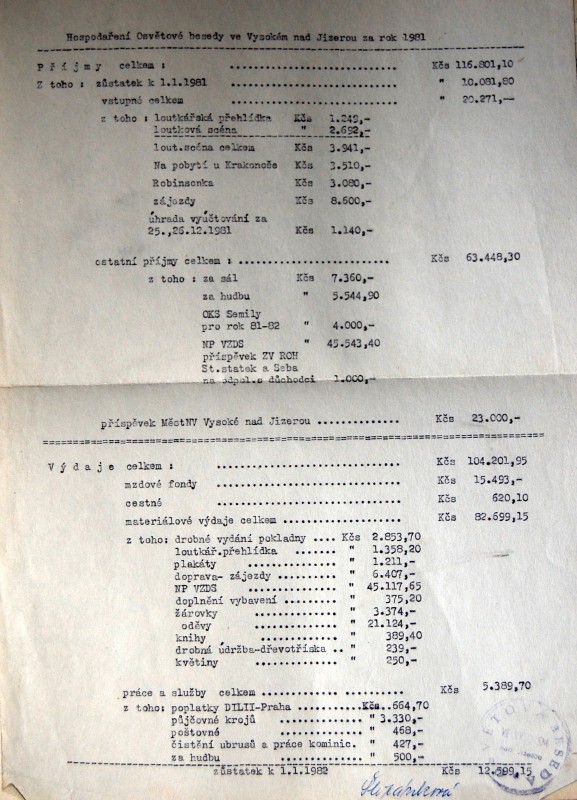 Hospodaření Osvětové besedy ve Vysokém nad Jizerou za rok 1981
P ř í j m y celkem : .............................. Kčs 116.801,10
Z toho : zůstatek k 1.1.1981 .............................. " 10.081,80
vstupné celkem .............................. " 20.271,—
z toho : loutkářská přehlídka Kčs 1.249,-
loutková scéna " 2.692,-
lout.scéna celkem Kčs 3.941,-
Na pobytí u Krakonoše Kčs 3.510,-
Robinsonka Kčs 3.080,-
zájezdy Kčs 8.600,-
úhrada vyúčtování za
25.,26.12.1981 Kčs 1.140,-
ostatní příjmy celkem : .............................. Kčs 63.448,30
z toho : za sál Kčs 7.360,-
za hudbu " 5.544,90
OKS Semily
pro rok 81-82 " 4.000,-
NP VZDS " 45.543,40
příspěvek ZV ROH
St.statek a Seba
na odpol.s důchodci 1.000,-
příspěvek MěstNV Vysoké nad Jizerou .............. Kčs 23.000,-
V ý d a j e celkem : .............................. Kčs 104.201,95
mzdové fondy .............................. Kčs 15.493,-
cestné .............................. Kčs 620,10
materiálové výdaje celkem .................... Kčs 82.699,15
z toho: drobné vydání pokladny .... Kčs 2.853,70
loutkář.přehlídka ....... " 1.358,20
plakáty .............. " 1.211,-
doprava- zájezdy .......... " 6.407,-
NP VZDS .............. " 45.117,65
doplnění vybavení ......... " 375,20
žárovky ............. " 3.374,-
oděvy ............. " 21.124,-
knihy ............. " 389,40
drobná údržba-dřevotříska .. " 239,-
květiny ............. " 250,-
práce a služby celkem .............. .......... Kčs 5.389,70
z toho: poplatky DILII-Praha Kčs..664,70
půjčovné krojů .............. " 3.330,-
poštovné .............. " 468,-
čistění ubrusů a práce kominic. " 427,-
za hudbu .............. " 500,-
zůstatek k 1.1.1982 Kčs 12.599,15